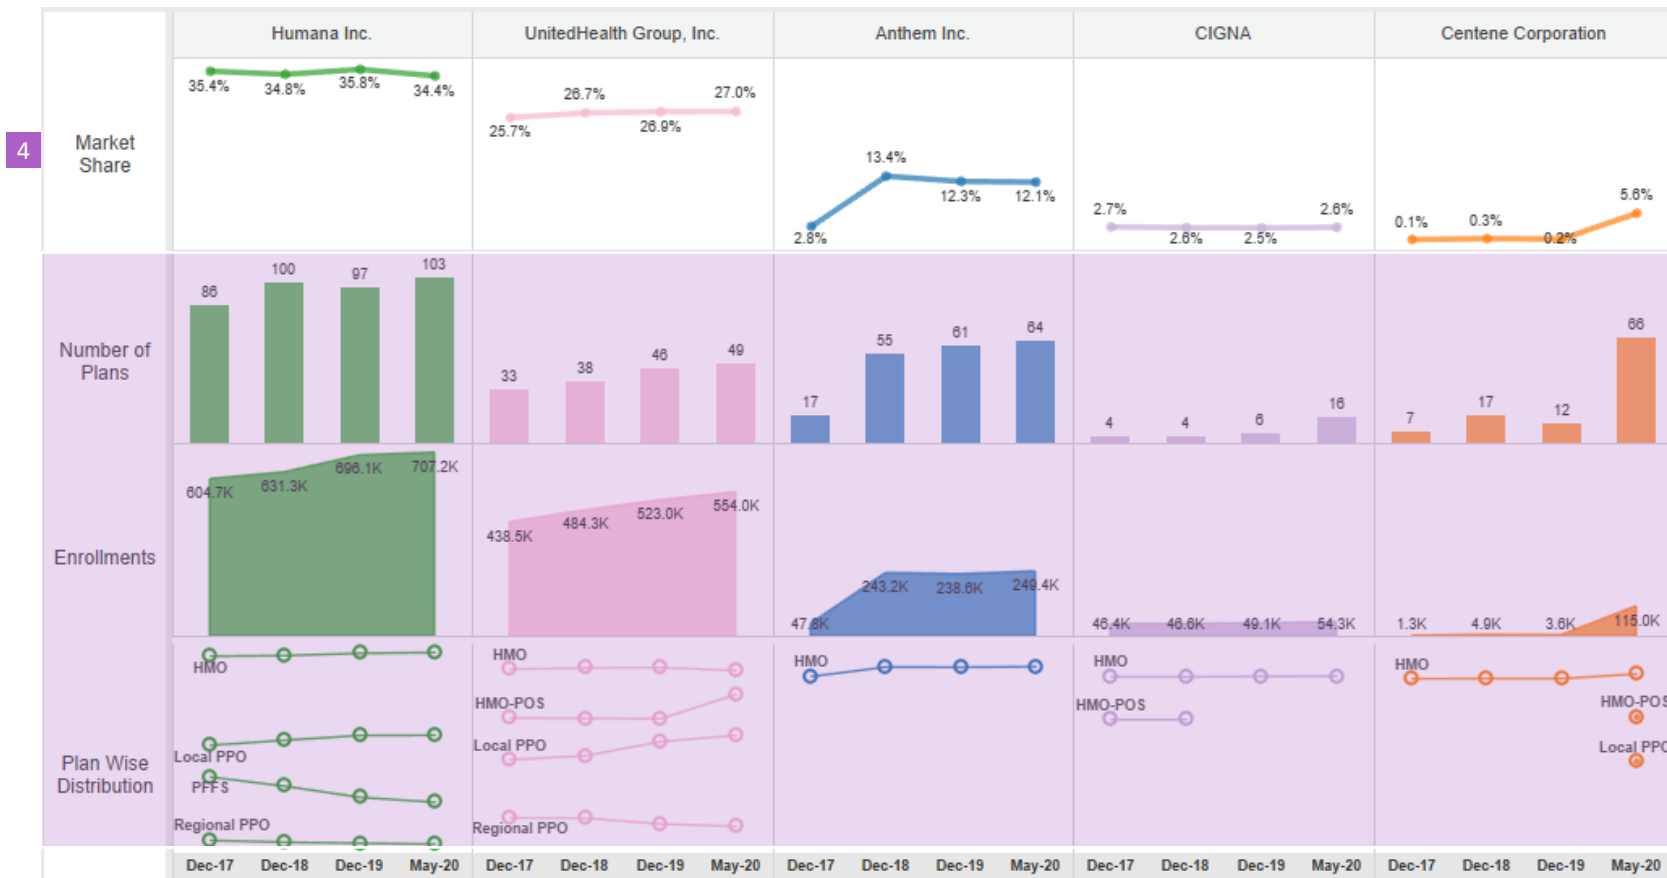 Humana Inc.
UnitedHealth Group, Inc.
Anthem Inc.
CIGNA
Centene Corporation
4
Market
Share
35.4%
34.8%
35.8%
34.4%
25.7%
26.7%
26.9%
27.0%
2.8%
13.4%
12.3%
12.1%
2.7%
2.6%
2.5%
2.6%
0.1%
0.3%
0.2%
5.6%
Number of
Plans
86
100
97
103
33
38
46
49
17
55
61
64
4
4
6
16
7
17
12
66
Enrollments
604.7K
631.3K
696.1K
707.2K
438.5K
484.3K
523.0K
554.0K
47.8K
243.2K
238.6K
249.4K
46.4K
46.6K
49.1K
54.3K
1.3K
4.9K
3.6K
115.0K
Plan Wise
Distribution
HMO
Local PPO
PFFS
Regional PPO
HMO
HMO-POS
Local PPO
Regional PPO
HMO
HMO
HMO-POS
HMO
HMO-POS
Local PPO
Dec-17
Dec-18
Dec-19
May-20
Dec-17
Dec-18
Dec-19
May-20
Dec-17
Dec-18
Dec-19
May-20
Dec-17
Dec-18
Dec-19
May-20
Dec-17
Dec-18
Dec-19
May-20